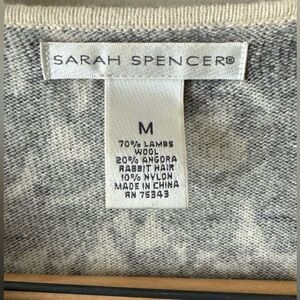 SARAH SPENCER®
M
70% LAMBS
WOOL
20% ANGORA
RABBIT HAIR
10% NYLON
MADE IN CHINA
RN 75343